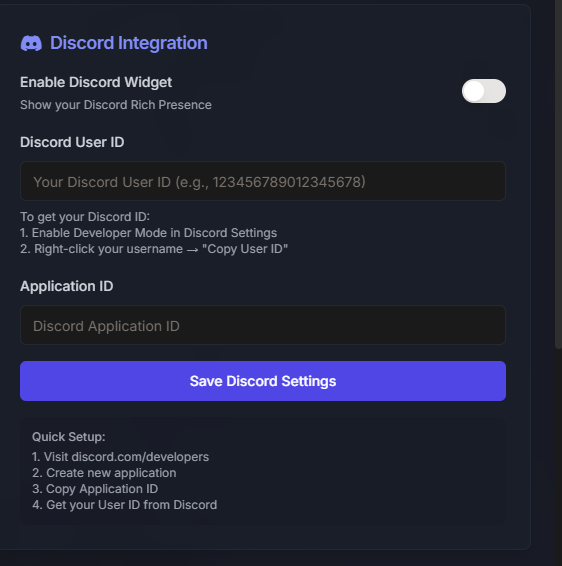 Discord Integration
Enable Discord Widget
Show your Discord Rich Presence
Discord User ID
Your Discord User ID (e.g., 123456789012345678)
To get your Discord ID:
1. Enable Developer Mode in Discord Settings
2. Right-click your username → "Copy User ID"
Application ID
Discord Application ID
Save Discord Settings
Quick Setup:
1. Visit discord.com/developers
2. Create new application
3. Copy Application ID
4. Get your User ID from Discord